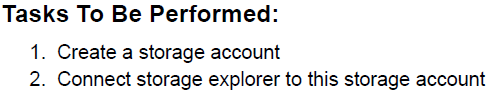 Tasks To Be Performed:
1. Create a storage account
2. Connect storage explorer to this storage account